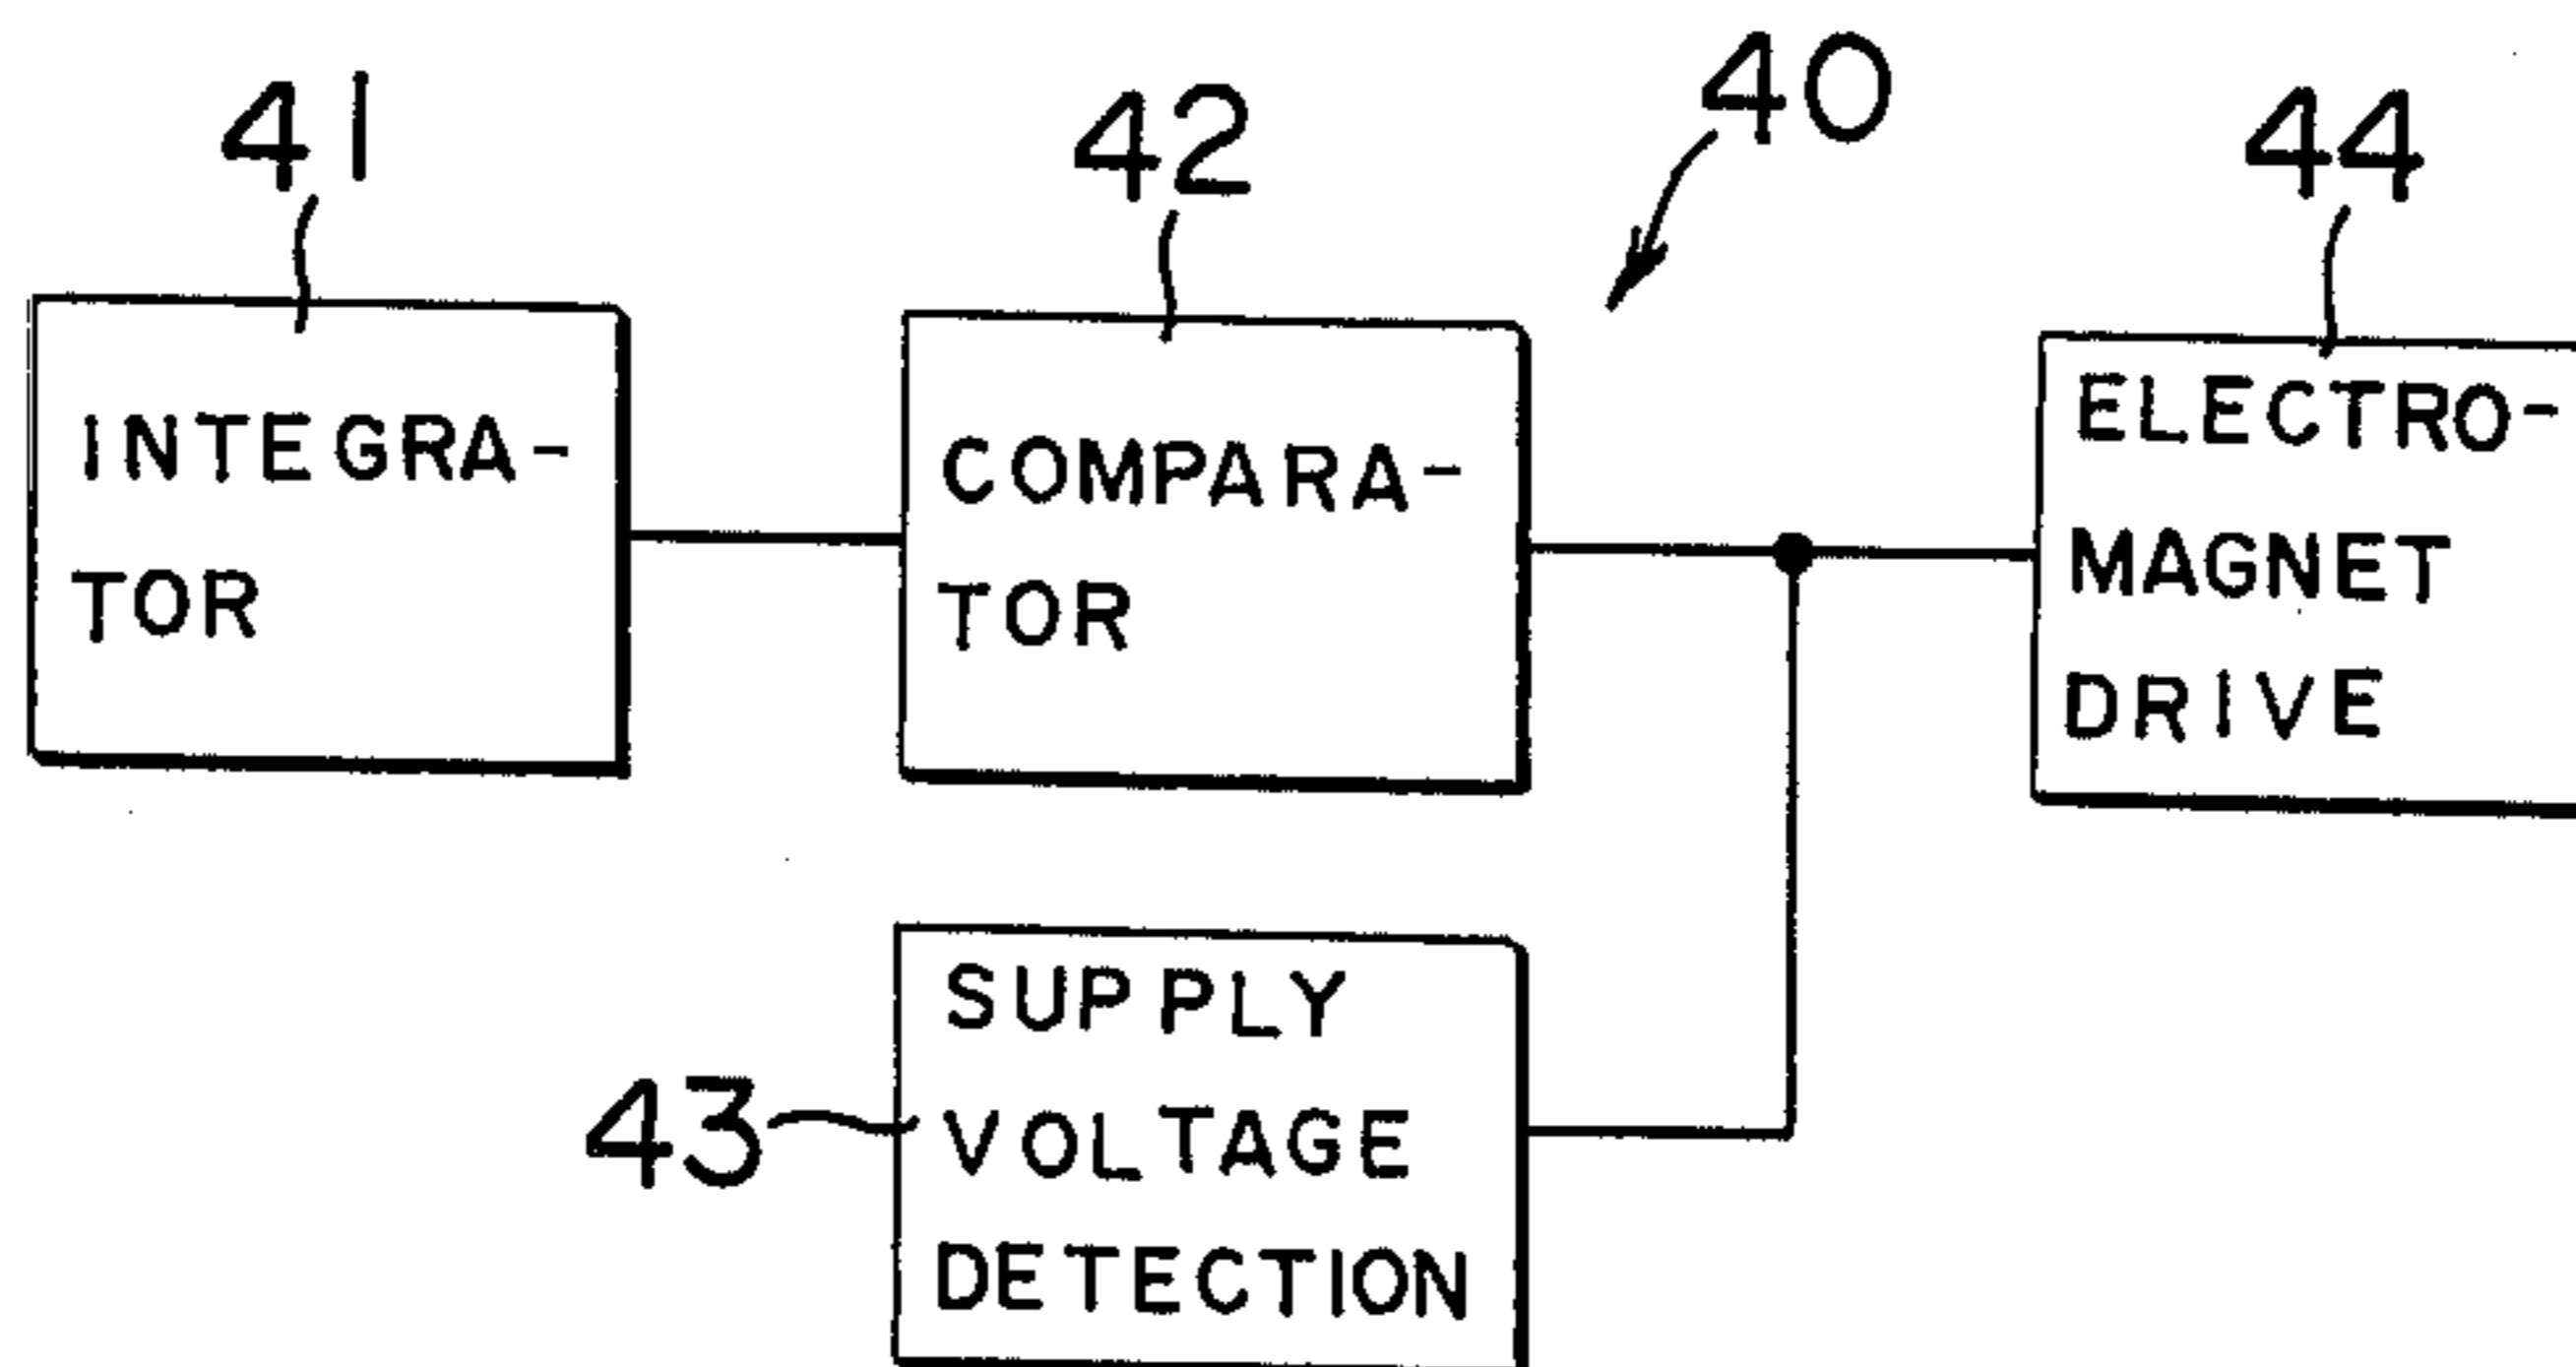 41
42
40
44
INTEGRA-
TOR
COMPARA-
TOR
ELECTRO-
MAGNET
DRIVE
43
SUPPLY
VOLTAGE
DETECTION